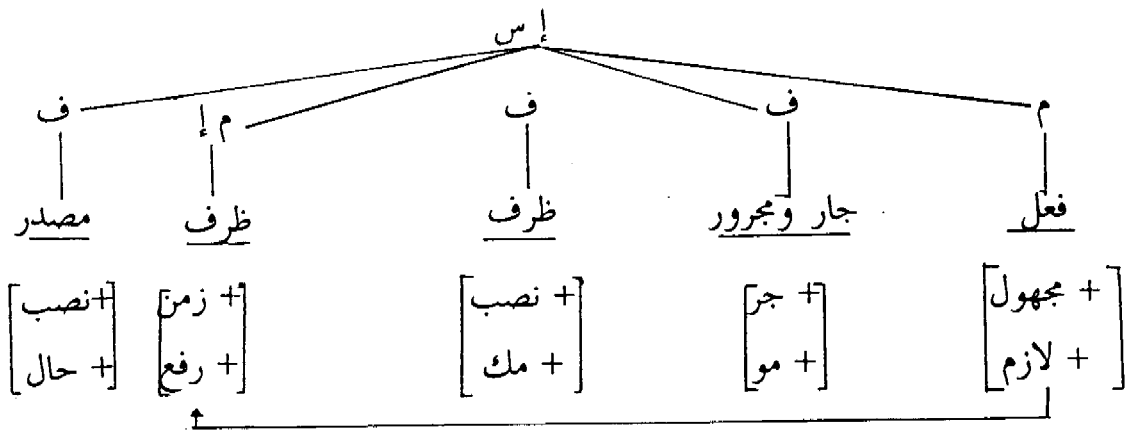 إ س
م ف ف م إ ف
فعل جار ومجرور ظرف ظرف مصدر
+ مجهول + جر + نصب + زمن + نصب
+ لازم + مو + مك + رفع + حال